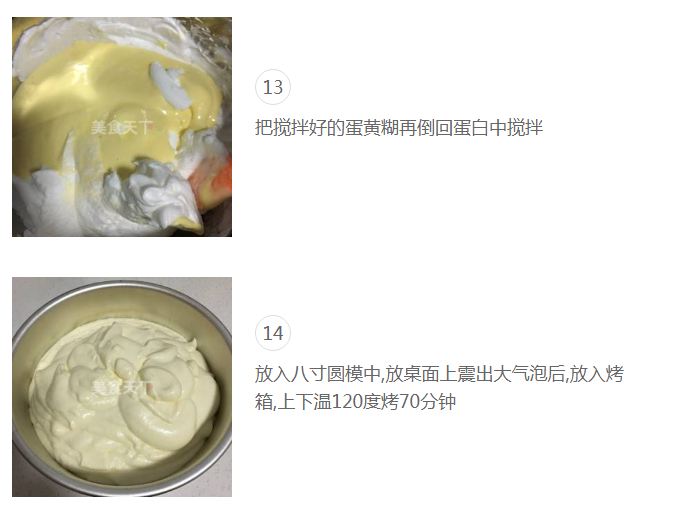 13
把搅拌好的蛋黄糊再倒回蛋白中搅拌
美食天下
14
放入八寸圆模中,放桌面上震出大气泡后,放入烤
箱,上下温120度烤70分钟
美食天下